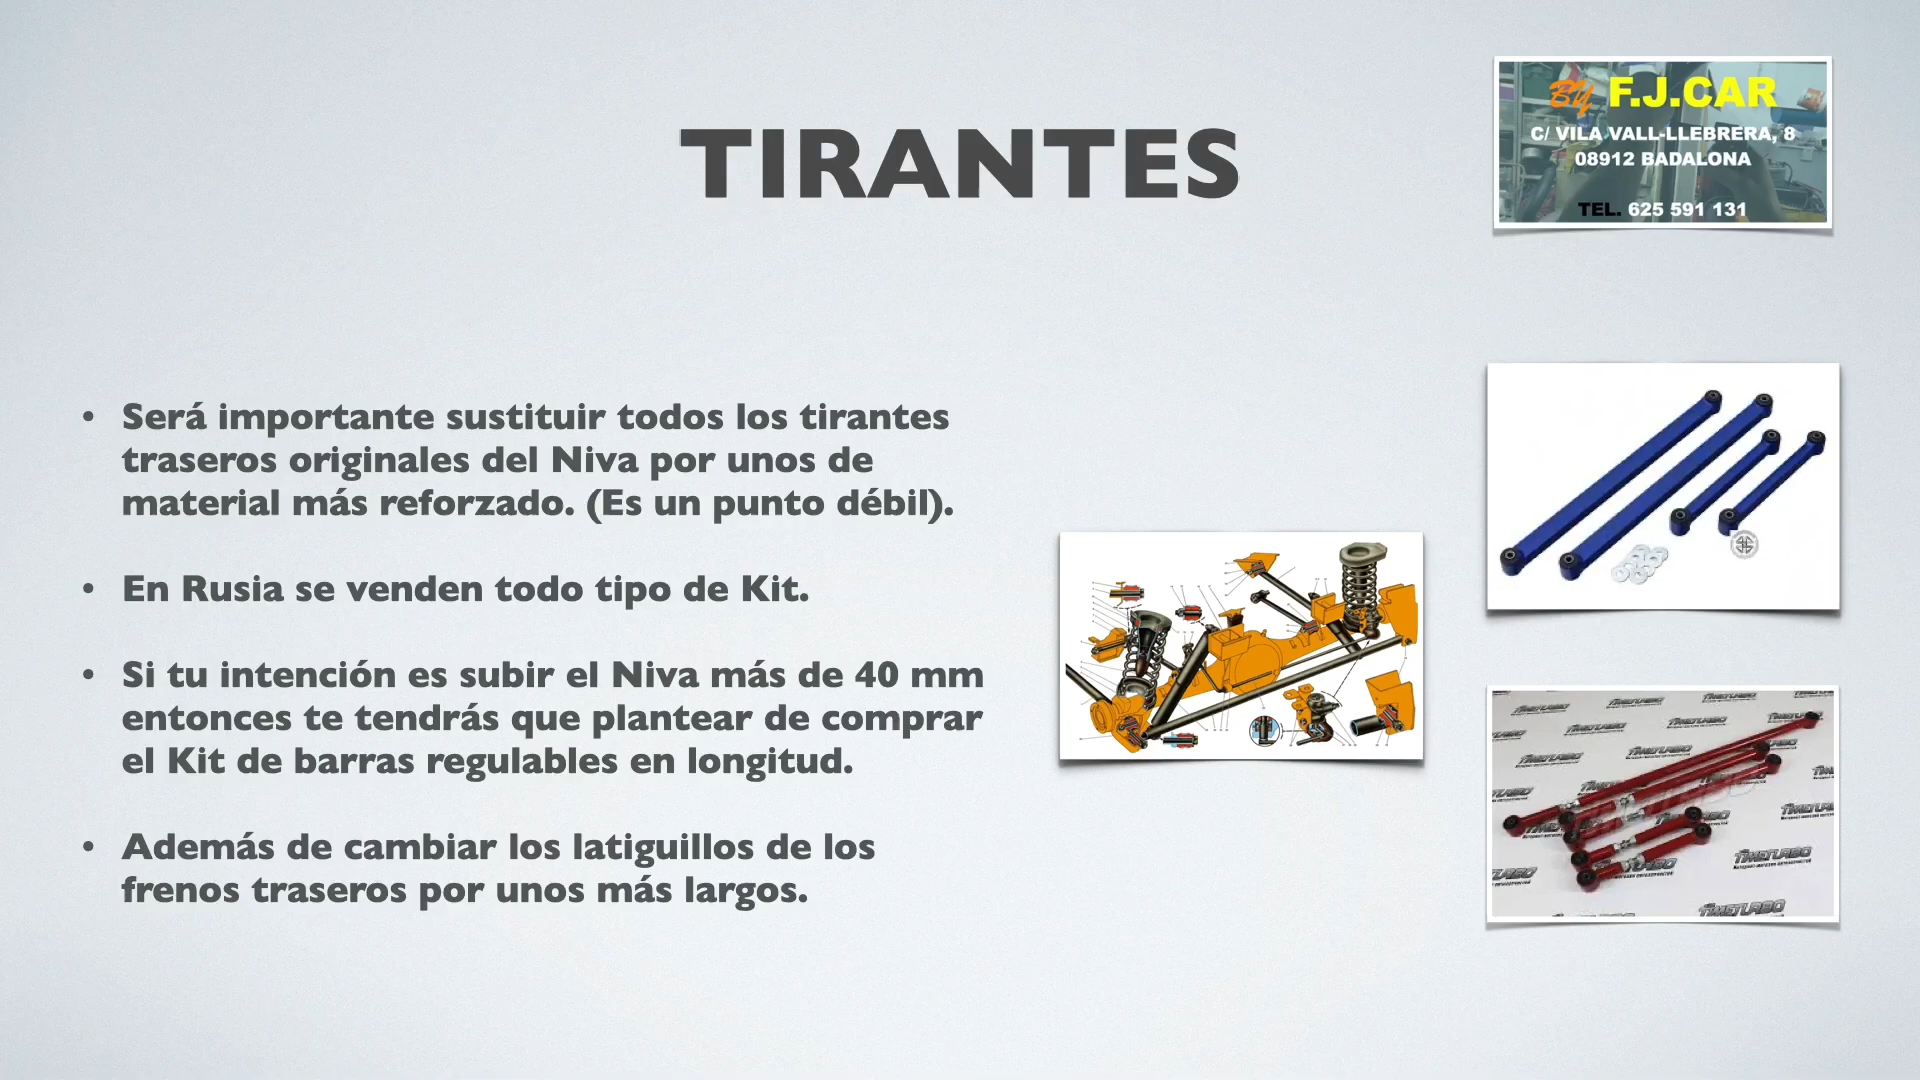 TIRANTES
BY F.J.CAR
C/ VILA VALL-LLEBRERA, 8
08912 BADALONA
TEL. 625 591 131
• Será importante sustituir todos los tirantes
traseros originales del Niva por unos de
material más reforzado. (Es un punto débil).
• En Rusia se venden todo tipo de Kit.
• Si tu intención es subir el Niva más de 40 mm
entonces te tendrás que plantear de comprar
el Kit de barras regulables en longitud.
• Además de cambiar los latiguillos de los
frenos traseros por unos más largos.